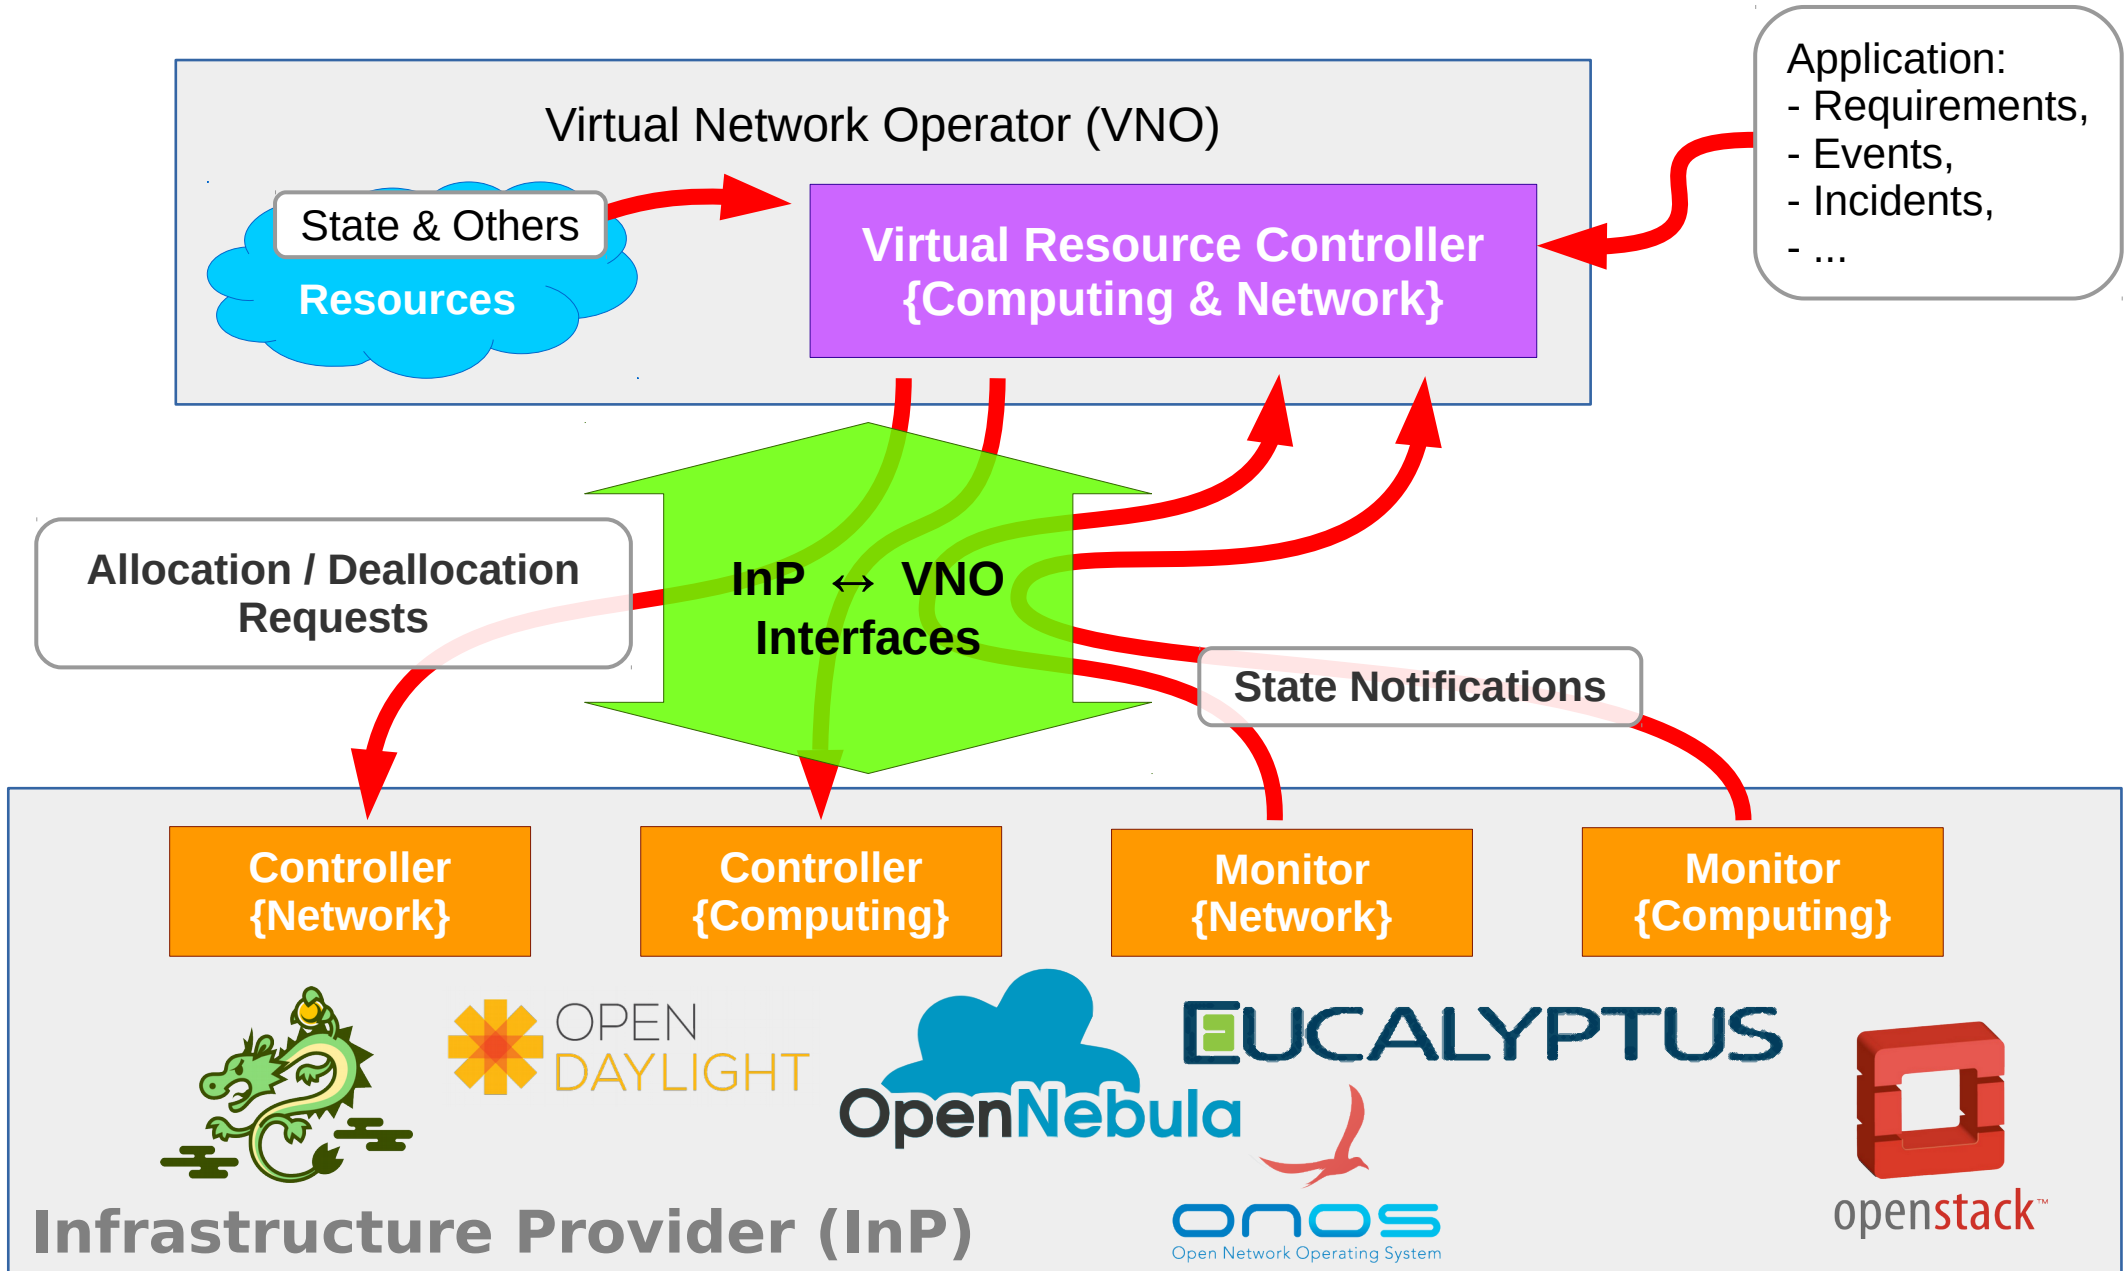 Application:
- Requirements,
- Events,
- Incidents,
- ...
Virtual Network Operator (VNO)
State & Others
Resources
Virtual Resource Controller
{Computing & Network}
Allocation / Deallocation
Requests
InP ↔ VNO
Interfaces
State Notifications
Controller
{Network}
Controller
{Computing}
Monitor
{Network}
Monitor
{Computing}
OPEN
DAYLIGHT
OpenNebula
EUCALYPTUS
onos
Open Network Operating System
openstack™
Infrastructure Provider (InP)